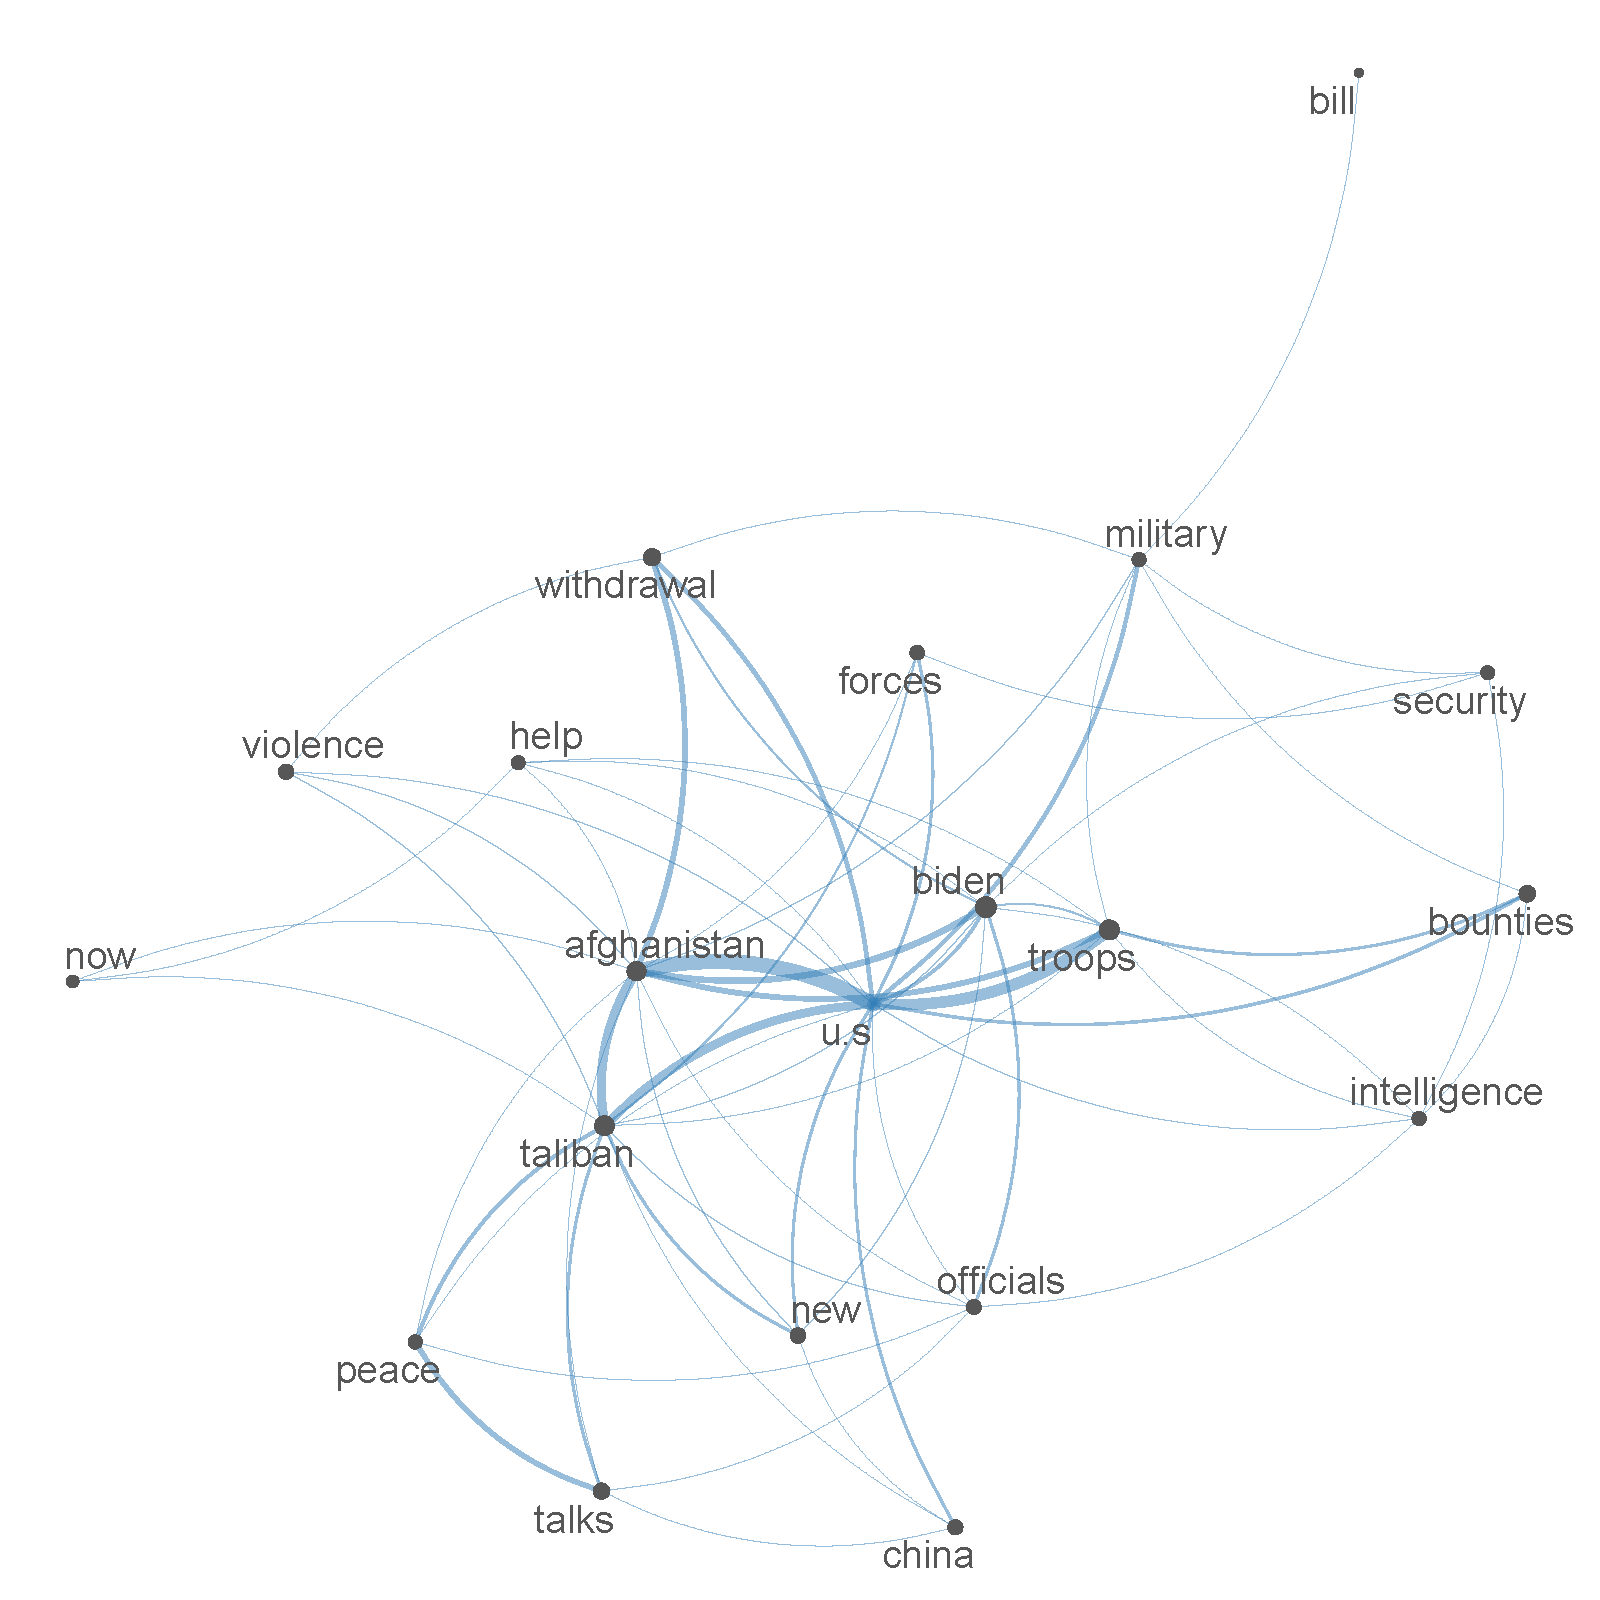 bill
military
withdrawal
forces
security
help
violence
biden
bounties
afghanistan
now
troops
u.s
intelligence
taliban
officials
new
peace
talks
china